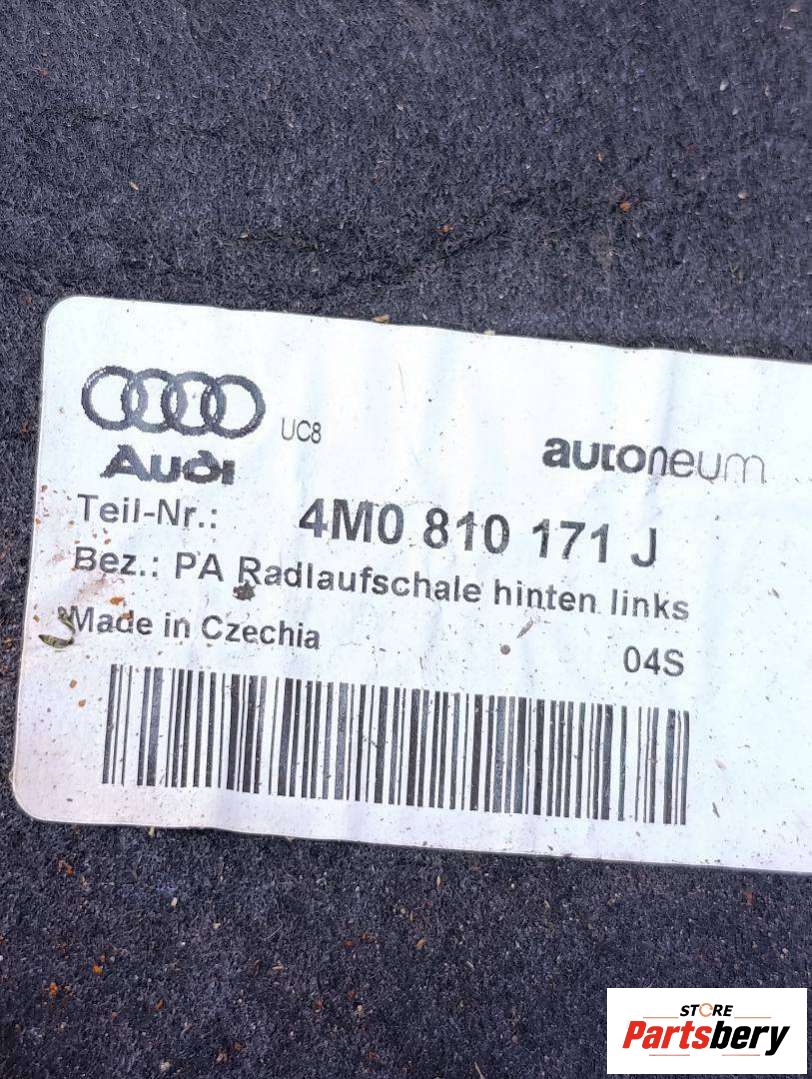 UC8
autoneum
Audi
Teil-Nr.: 4M0 810 171 J
Bez.: PA Radlaufschale hinten links
Made in Czechia
04S
STORE
Partsbery